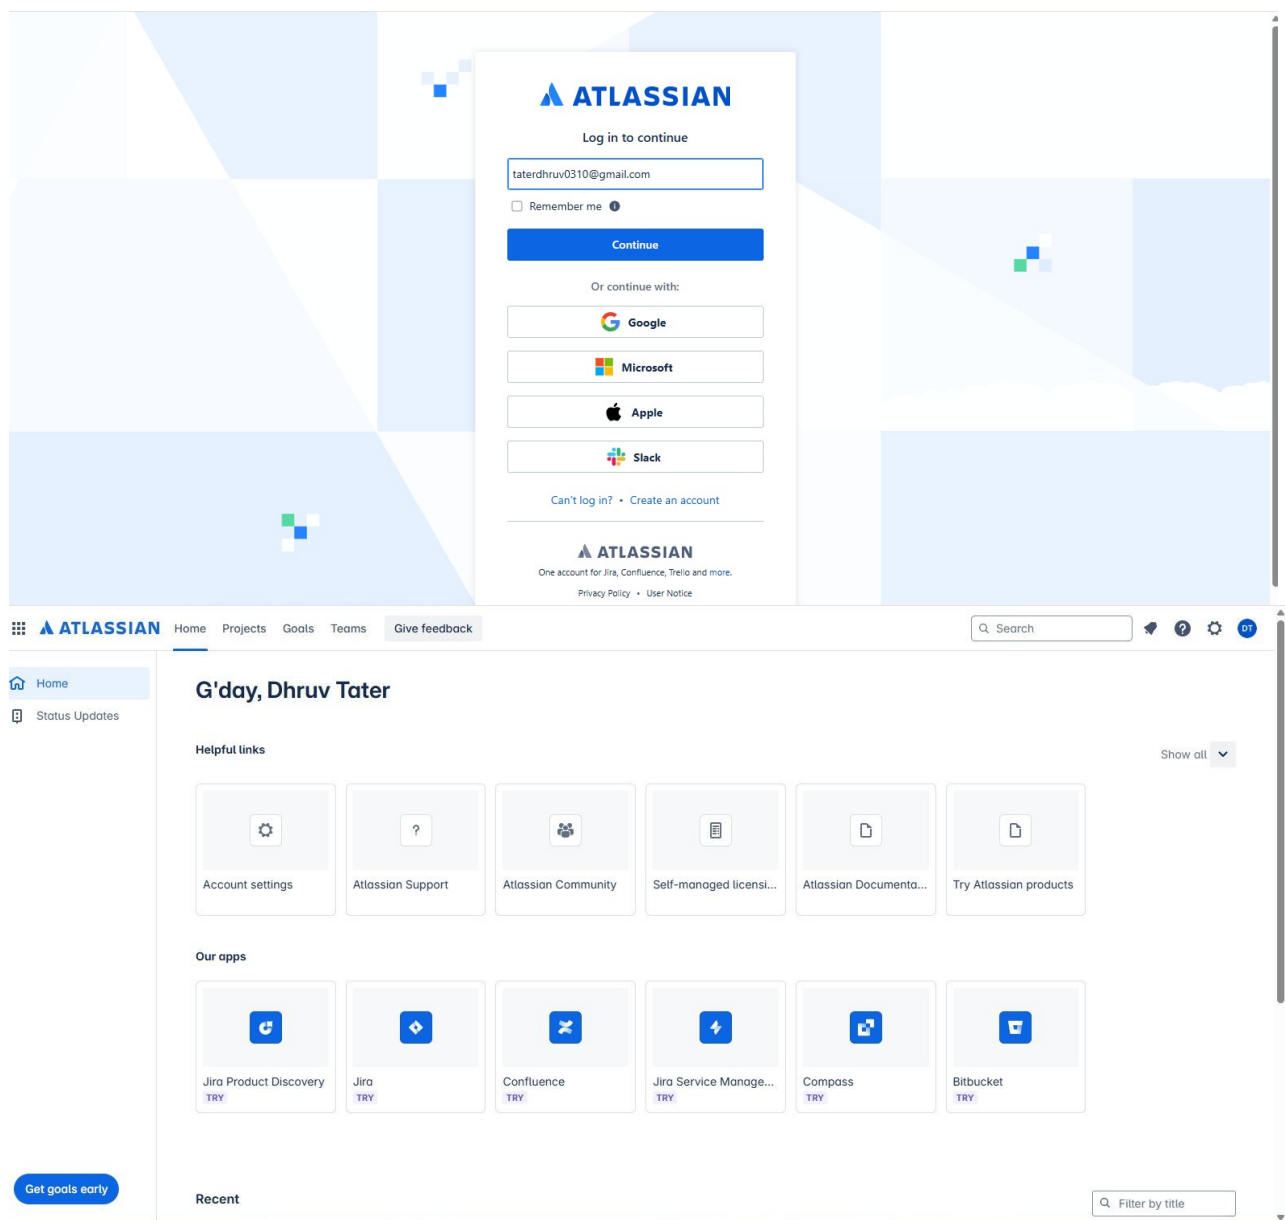 ATLASSIAN
Log in to continue
taterdhruv0310@gmail.com
Remember me
Continue
Or continue with:
Google
Microsoft
Apple
Slack
Can't log in? • Create an account
ATLASSIAN
One account for Jira, Confluence, Trello and more.
Privacy Policy • User Notice
ATLASSIAN Home Projects Goals Teams Give feedback Search DT
Home
Status Updates
G'day, Dhruv Tater
Helpful links
Show all
Account settings
Atlassian Support
Atlassian Community
Self-managed licensi...
Atlassian Documenta...
Try Atlassian products
Our apps
Jira Product Discovery
TRY
Jira
TRY
Confluence
TRY
Jira Service Manage...
TRY
Compass
TRY
Bitbucket
TRY
Get goals early
Recent
Filter by title